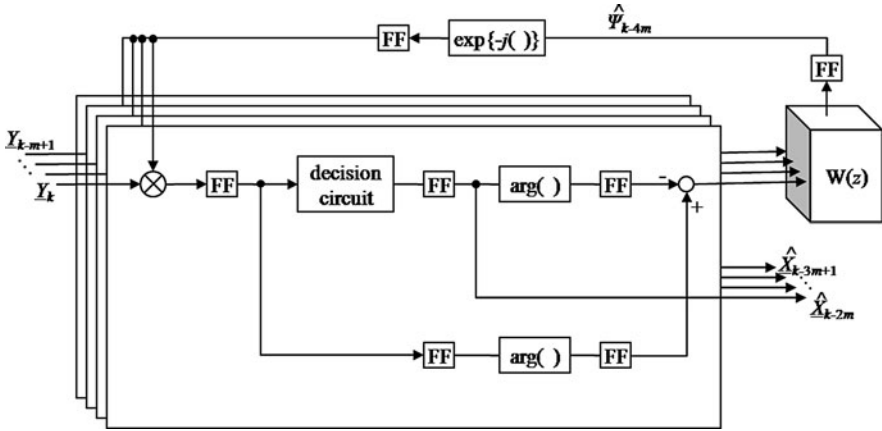 Ψ̂k-4m
FF
exp{-j( )}
FF
Yk-m+1
Yk
FF
decision
circuit
FF
arg( )
FF
-
+
W(z)
X̂k-3m+1
X̂k-2m
FF
arg( )
FF